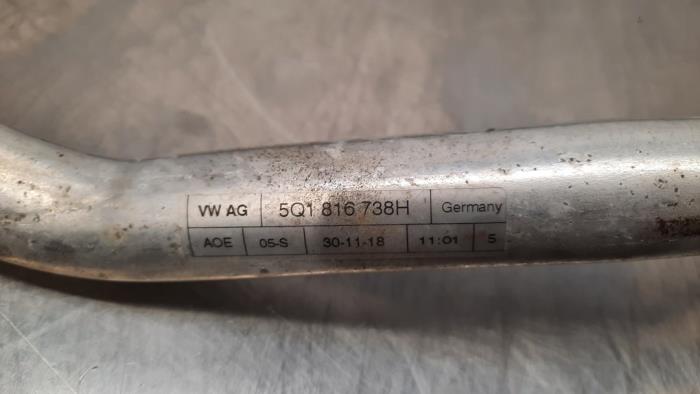 VW AG 5Q1 816 738H Germany
AOE 05-S 30-11-18 11:01 5